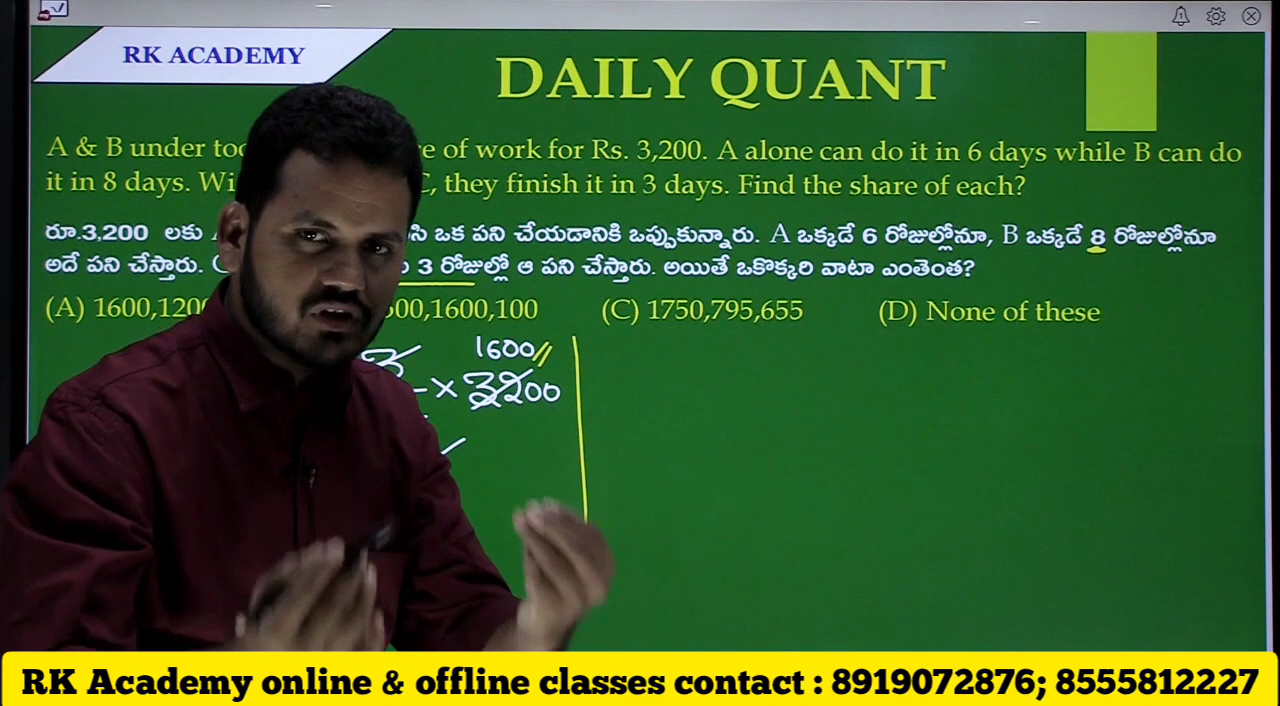 RK ACADEMY
DAILY QUANT
A & B under of work for Rs. 3,200. A alone can do it in 6 days while B can do
it in 8 days. C, they finish it in 3 days. Find the share of each?
రూ.3,200 లకు ఒక పని చేయడానికి ఒప్పుకున్నారు. A ఒక్కడే 6 రోజుల్లోనూ, B ఒక్కడే 8 రోజుల్లోనూ
అదే పని చేస్తారు. 3 రోజుల్లో ఆ పని చేస్తారు. అయితే ఒకొక్కరి వాటా ఎంతెంత?
(A) 1600,120 00,1600,100 (C) 1750,795,655 (D) None of these
1600
3 × 3200
RK Academy online & offline classes contact : 8919072876; 8555812227